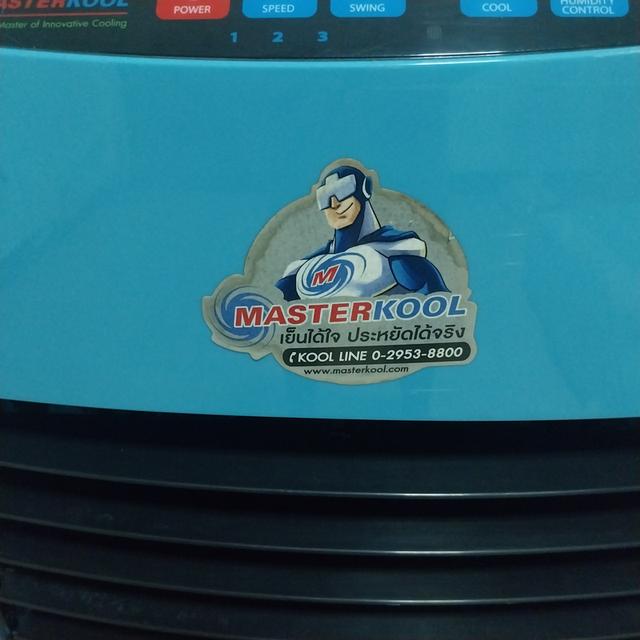 MASTERKOOL
Master of Innovative Cooling
POWER
SPEED
SWING
COOL
HUMIDITY
CONTROL
1 2 3
M
MASTERKOOL
เย็นได้ใจ ประหยัดได้จริง
KOOL LINE 0-2953-8800
www.masterkool.com